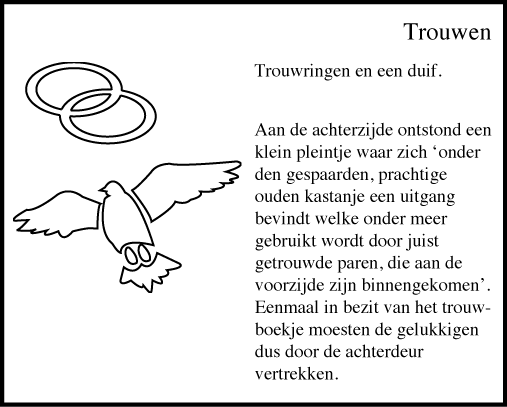 Trouwen
Trouwringen en een duif.
Aan de achterzijde ontstond een
klein pleintje waar zich ‘onder
den gespaarden, prachtige
ouden kastanje een uitgang
bevindt welke onder meer
gebruikt wordt door juist
getrouwde paren, die aan de
voorzijde zijn binnengekomen’.
Eenmaal in bezit van het trouw-
boekje moesten de gelukkigen
dus door de achterdeur
vertrekken.